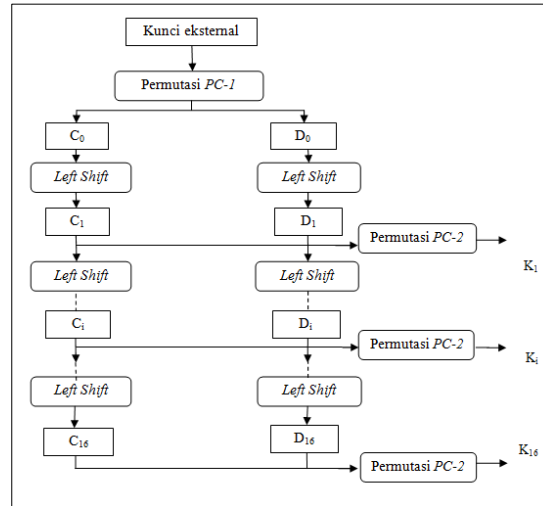 Kunci eksternal
Permutasi PC-1
C₀ D₀
Left Shift Left Shift
C₁ D₁
Permutasi PC-2
K₁
Left Shift Left Shift
Cᵢ Dᵢ
Permutasi PC-2
Kᵢ
Left Shift Left Shift
C₁₆ D₁₆
K₁₆
Permutasi PC-2